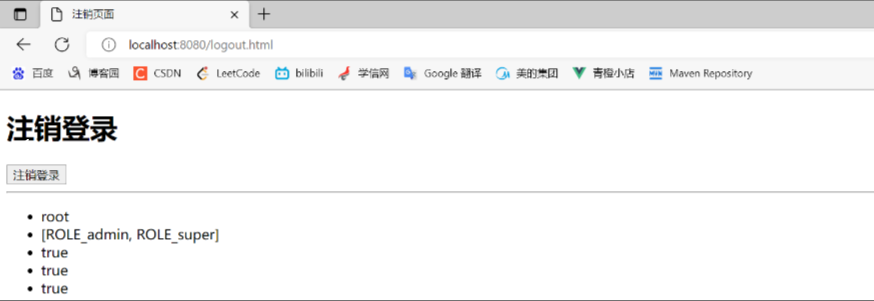 注销页面
localhost:8080/logout.html
百度 博客园 CSDN LeetCode bilibili 学信网 Google 翻译 美的集团 青橙小店 Maven Repository
注销登录
注销登录
root
[ROLE_admin, ROLE_super]
true
true
true